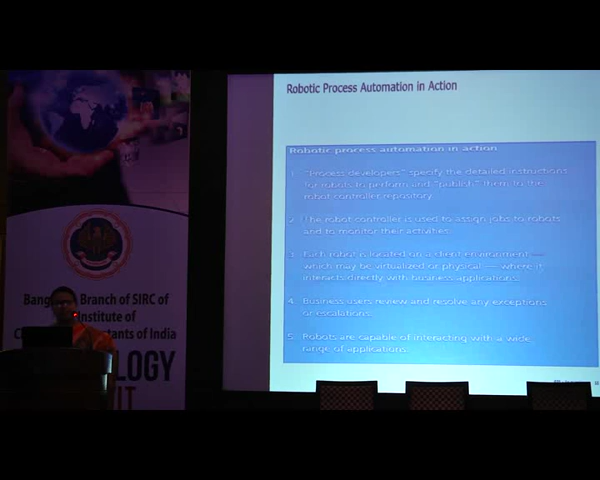 Robotic Process Automation in Action
Robotic process automation in action
1. "Process developers" specify the detailed instructions
for robots to perform and "publish" them to the
robot controller repository.
2. The robot controller is used to assign jobs to robots
and to monitor their activities.
3. Each robot is located on a client environment —
which may be virtualized or physical — where it
interacts directly with business applications.
4. Business users review and resolve any exceptions
or escalations.
5. Robots are capable of interacting with a wide
range of applications.
Branch of SIRC of
Institute of
of India